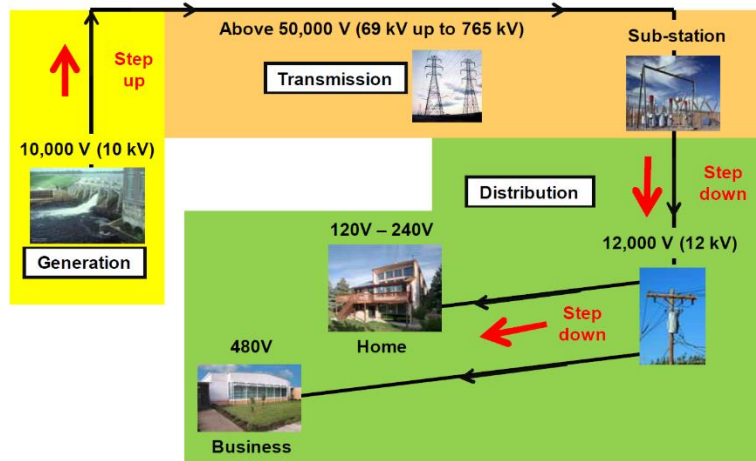 Above 50,000 V (69 kV up to 765 kV)
Sub-station
Step
up
Transmission
10,000 V (10 kV)
Step
down
Distribution
120V – 240V
12,000 V (12 kV)
Generation
Step
down
480V
Home
Business